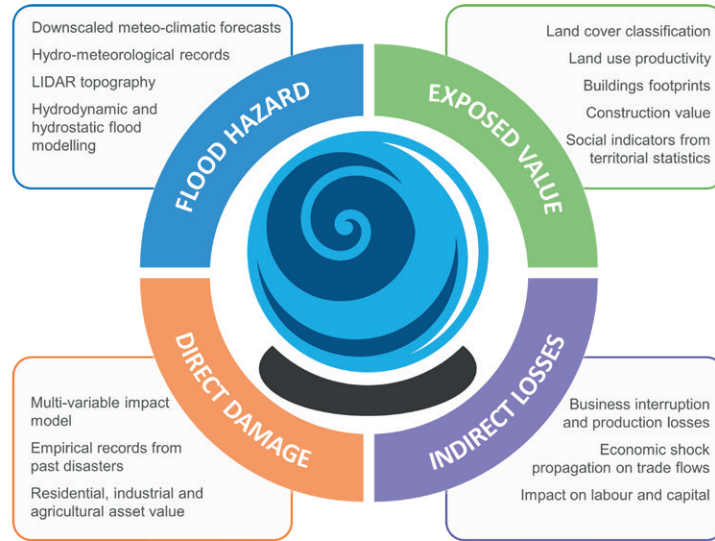 Downscaled meteo-climatic forecasts
Hydro-meteorological records
LIDAR topography
Hydrodynamic and
hydrostatic flood
modelling
FLOOD HAZARD
Land cover classification
Land use productivity
Buildings footprints
Construction value
Social indicators from
territorial statistics
EXPOSED VALUE
Multi-variable impact
model
Empirical records from
past disasters
Residential, industrial and
agricultural asset value
DIRECT DAMAGE
Business interruption
and production losses
Economic shock
propagation on trade flows
Impact on labour and capital
INDIRECT LOSSES